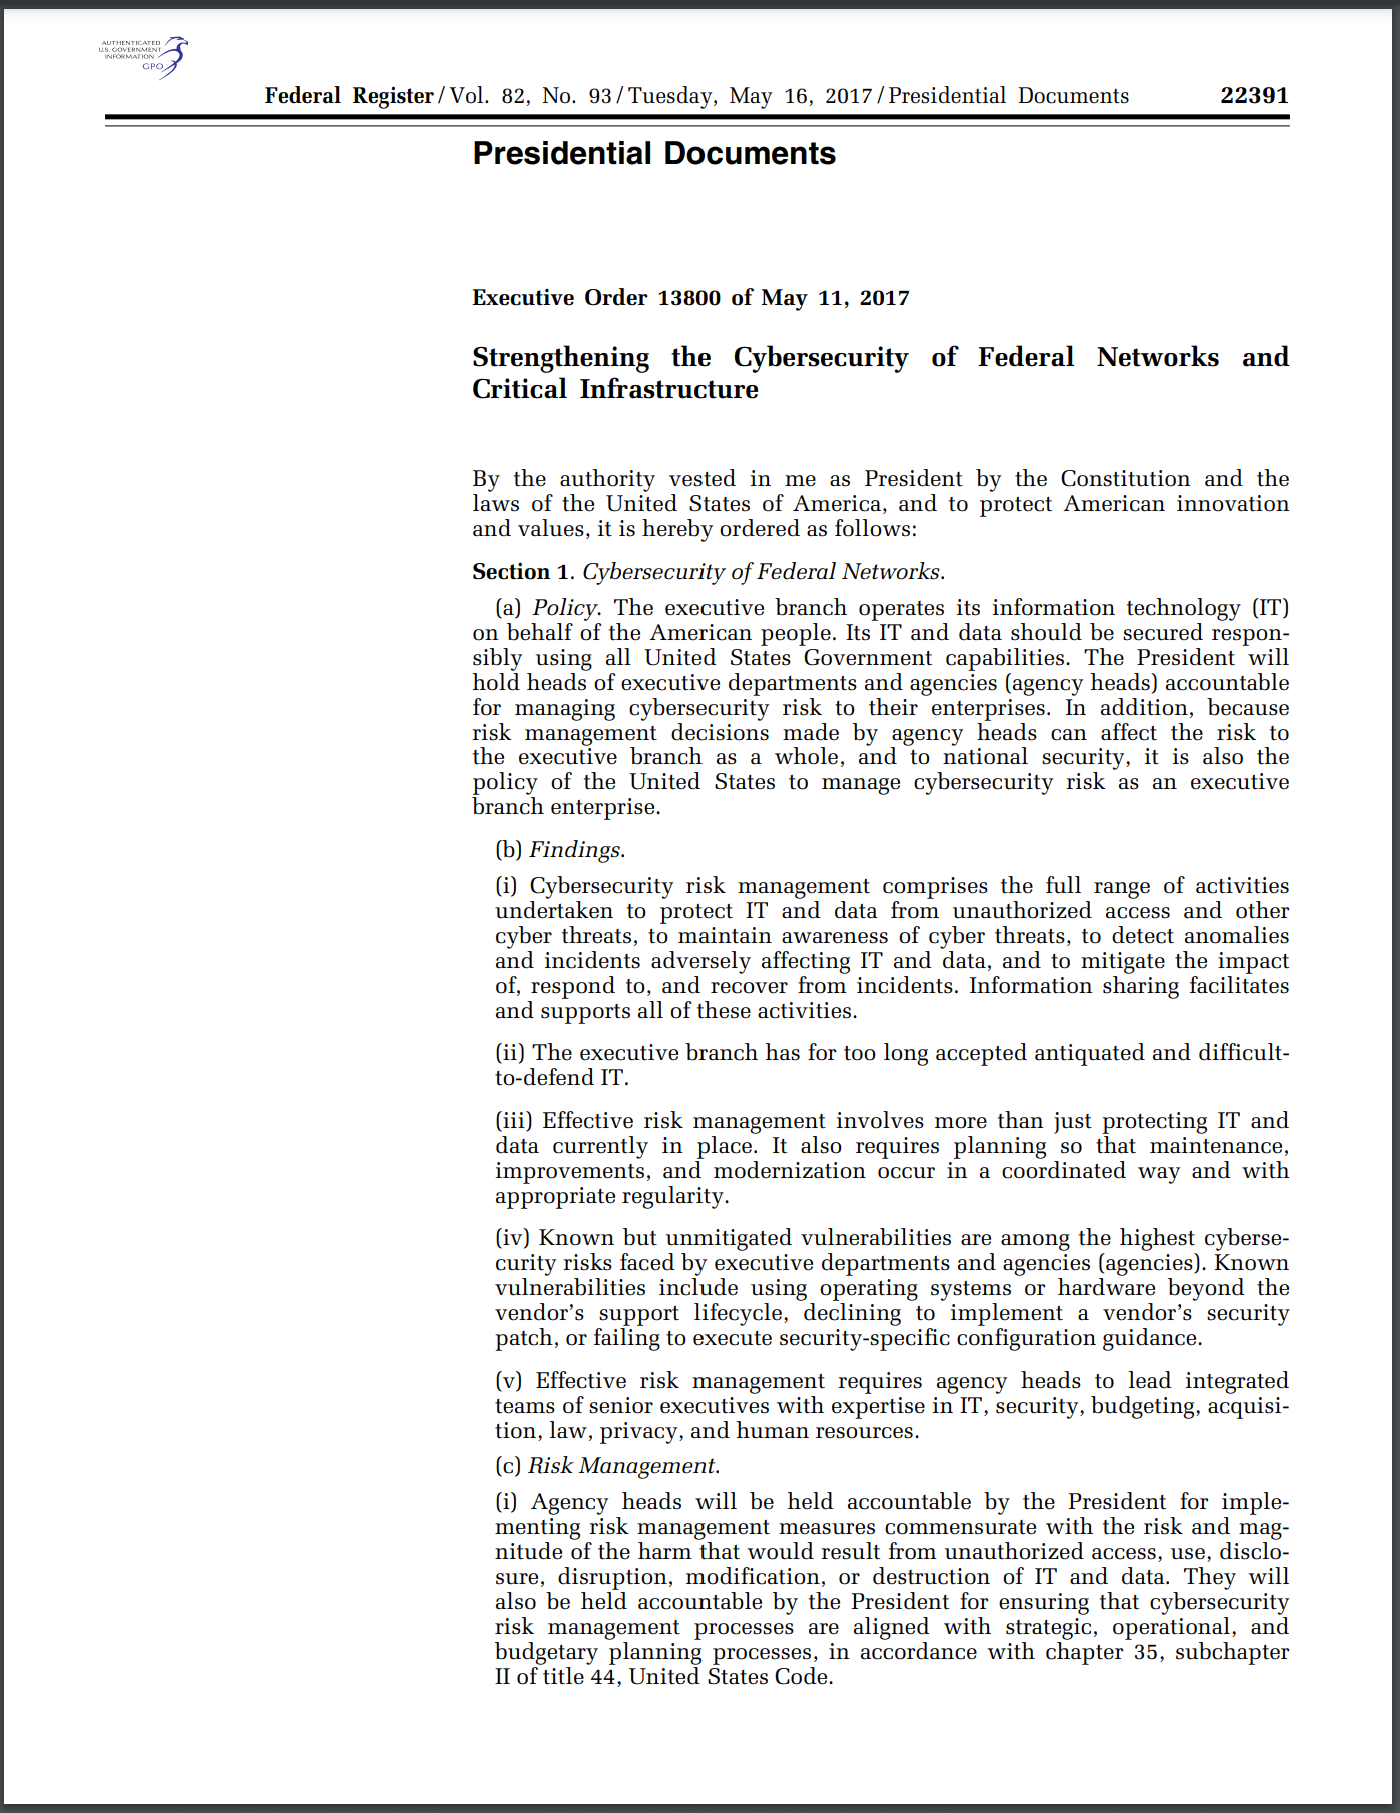 AUTHENTICATED
U.S. GOVERNMENT
INFORMATION
GPO
Federal Register / Vol. 82, No. 93 / Tuesday, May 16, 2017 / Presidential Documents 22391
Presidential Documents
Executive Order 13800 of May 11, 2017
Strengthening the Cybersecurity of Federal Networks and
Critical Infrastructure
By the authority vested in me as President by the Constitution and the
laws of the United States of America, and to protect American innovation
and values, it is hereby ordered as follows:
Section 1. Cybersecurity of Federal Networks.
(a) Policy. The executive branch operates its information technology (IT)
on behalf of the American people. Its IT and data should be secured respon-
sibly using all United States Government capabilities. The President will
hold heads of executive departments and agencies (agency heads) accountable
for managing cybersecurity risk to their enterprises. In addition, because
risk management decisions made by agency heads can affect the risk to
the executive branch as a whole, and to national security, it is also the
policy of the United States to manage cybersecurity risk as an executive
branch enterprise.
(b) Findings.
(i) Cybersecurity risk management comprises the full range of activities
undertaken to protect IT and data from unauthorized access and other
cyber threats, to maintain awareness of cyber threats, to detect anomalies
and incidents adversely affecting IT and data, and to mitigate the impact
of, respond to, and recover from incidents. Information sharing facilitates
and supports all of these activities.
(ii) The executive branch has for too long accepted antiquated and difficult-
to-defend IT.
(iii) Effective risk management involves more than just protecting IT and
data currently in place. It also requires planning so that maintenance,
improvements, and modernization occur in a coordinated way and with
appropriate regularity.
(iv) Known but unmitigated vulnerabilities are among the highest cyberse-
curity risks faced by executive departments and agencies (agencies). Known
vulnerabilities include using operating systems or hardware beyond the
vendor's support lifecycle, declining to implement a vendor's security
patch, or failing to execute security-specific configuration guidance.
(v) Effective risk management requires agency heads to lead integrated
teams of senior executives with expertise in IT, security, budgeting, acquisi-
tion, law, privacy, and human resources.
(c) Risk Management.
(i) Agency heads will be held accountable by the President for imple-
menting risk management measures commensurate with the risk and mag-
nitude of the harm that would result from unauthorized access, use, disclo-
sure, disruption, modification, or destruction of IT and data. They will
also be held accountable by the President for ensuring that cybersecurity
risk management processes are aligned with strategic, operational, and
budgetary planning processes, in accordance with chapter 35, subchapter
II of title 44, United States Code.